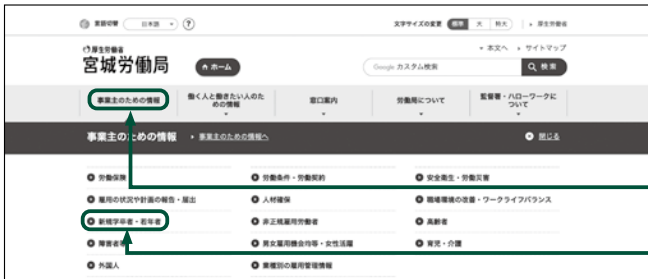 言語切替 日本語 ?
文字サイズの変更 標準 大 特大 厚生労働省
本文へ サイトマップ
厚生労働省
宮城労働局 ホーム
Google カスタム検索 検索
事業主のための情報 働く人と働きたい人のための情報 窓口案内 労働局について 監督署・ハローワークについて
事業主のための情報 事業主のための情報へ 閉じる
労働保険 労働条件・労働契約 安全衛生・労働災害
雇用の状況や計画の報告・届出 人材確保 職場環境の改善・ワークライフバランス
新規学卒者・若年者 非正規雇用労働者 高齢者
障害者等 男女雇用機会均等・女性活躍 育児・介護
外国人 業種別の雇用管理情報